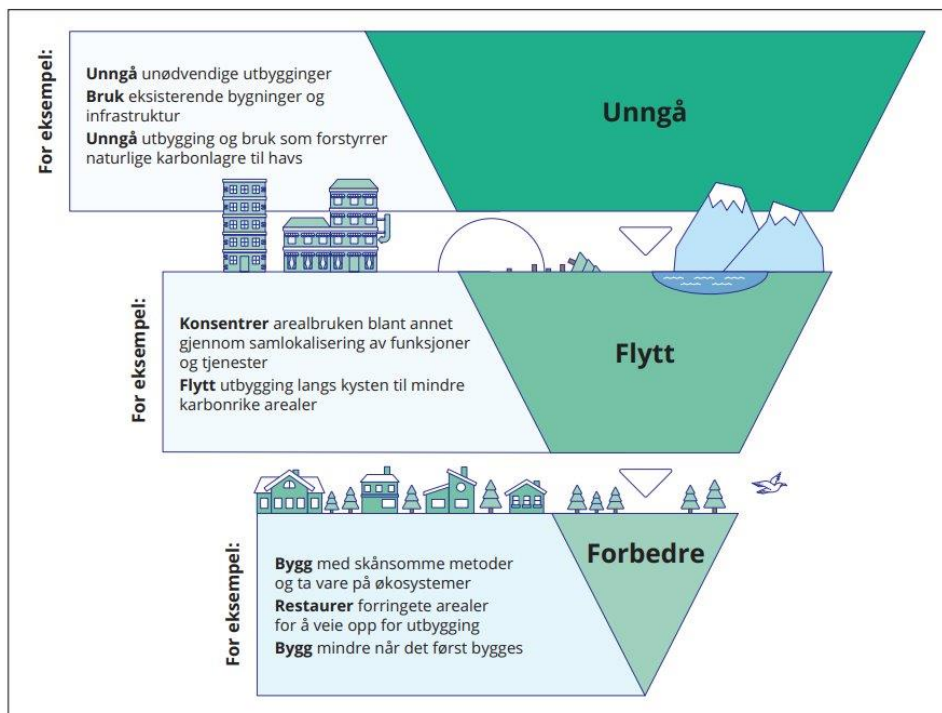 For eksempel:
Unngå unødvendige utbygginger
Bruk eksisterende bygninger og
infrastruktur
Unngå utbygging og bruk som forstyrrer
naturlige karbonlagre til havs
Unngå
For eksempel:
Konsentrer arealbruken blant annet
gjennom samlokalisering av funksjoner
og tjenester
Flytt utbygging langs kysten til mindre
karbonrike arealer
Flytt
For eksempel:
Bygg med skånsomme metoder
og ta vare på økosystemer
Restaurer forringete arealer
for å veie opp for utbygging
Bygg mindre når det først bygges
Forbedre